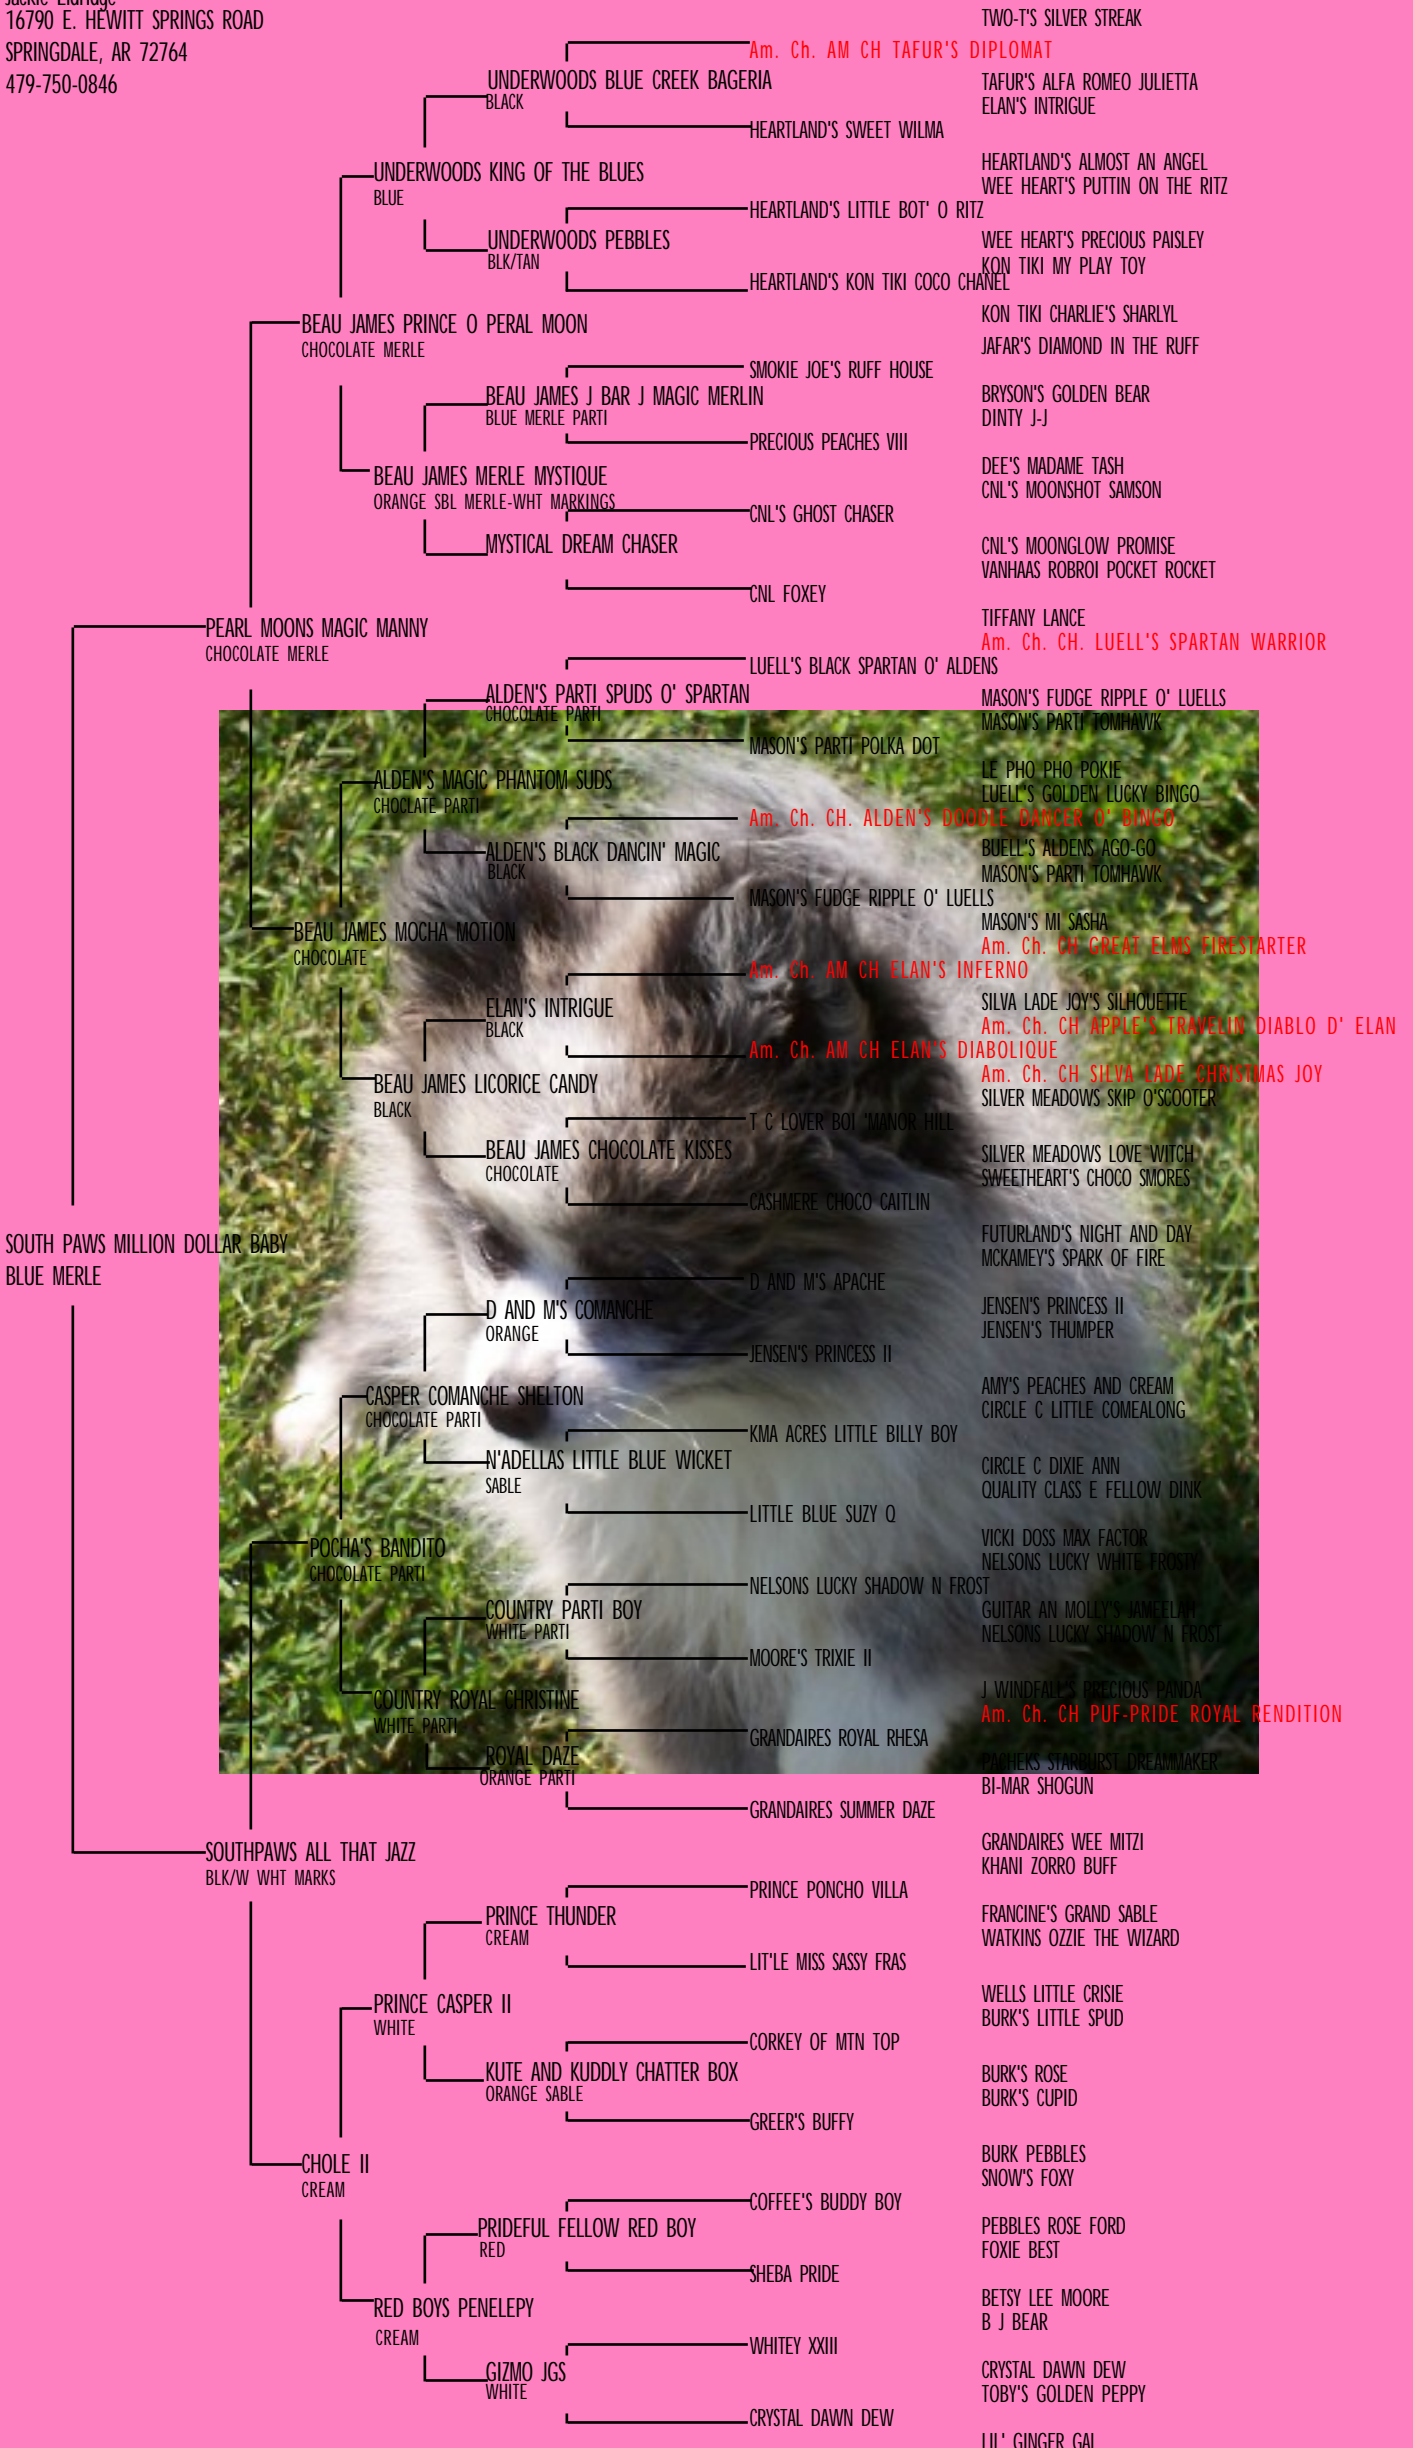 Jackie Eldridge
16790 E. HEWITT SPRINGS ROAD
SPRINGDALE, AR 72764
479-750-0846
TWO-T'S SILVER STREAK
Am. Ch. AM CH TAFUR'S DIPLOMAT
UNDERWOODS BLUE CREEK BAGERIA
BLACK
TAFUR'S ALFA ROMEO JULIETTA
ELAN'S INTRIGUE
HEARTLAND'S SWEET WILMA
UNDERWOODS KING OF THE BLUES
BLUE
HEARTLAND'S ALMOST AN ANGEL
WEE HEART'S PUTTIN ON THE RITZ
HEARTLAND'S LITTLE BOT' O RITZ
UNDERWOODS PEBBLES
BLK/TAN
WEE HEART'S PRECIOUS PAISLEY
KON TIKI MY PLAY TOY
HEARTLAND'S KON TIKI COCO CHANEL
KON TIKI CHARLIE'S SHARLYL
BEAU JAMES PRINCE O PERAL MOON
CHOCOLATE MERLE
JAFAR'S DIAMOND IN THE RUFF
SMOKIE JOE'S RUFF HOUSE
BEAU JAMES J BAR J MAGIC MERLIN
BLUE MERLE PARTI
BRYSON'S GOLDEN BEAR
DINTY J-J
PRECIOUS PEACHES VIII
BEAU JAMES MERLE MYSTIQUE
ORANGE SBL MERLE-WHT MARKINGS
DEE'S MADAME TASH
CNL'S MOONSHOT SAMSON
CNL'S GHOST CHASER
MYSTICAL DREAM CHASER
CNL'S MOONGLOW PROMISE
VANHAAS ROBROI POCKET ROCKET
CNL FOXEY
TIFFANY LANCE
PEARL MOONS MAGIC MANNY
CHOCOLATE MERLE
Am. Ch. CH. LUELL'S SPARTAN WARRIOR
LUELL'S BLACK SPARTAN O' ALDENS
ALDEN'S PARTI SPUDS O' SPARTAN
CHOCOLATE PARTI
MASON'S FUDGE RIPPLE O' LUELLS
MASON'S PARTI TOMHAWK
MASON'S PARTI POLKA DOT
ALDEN'S MAGIC PHANTOM SUDS
CHOCLATE PARTI
LE PHO PHO POKIE
LUELL'S GOLDEN LUCKY BINGO
Am. Ch. CH. ALDEN'S DOODLE DANCER O' BINGO
ALDEN'S BLACK DANCIN' MAGIC
BLACK
BUELL'S ALDENS AGO-GO
MASON'S PARTI TOMHAWK
MASON'S FUDGE RIPPLE O' LUELLS
MASON'S MI SASHA
BEAU JAMES MOCHA MOTION
CHOCOLATE
Am. Ch. CH GREAT ELMS FIRESTARTER
Am. Ch. AM CH ELAN'S INFERNO
ELAN'S INTRIGUE
BLACK
SILVA LADE JOY'S SILHOUETTE
Am. Ch. CH APPLE'S TRAVELIN DIABLO D' ELAN
Am. Ch. AM CH ELAN'S DIABOLIQUE
Am. Ch. CH SILVA LADE CHRISTMAS JOY
BEAU JAMES LICORICE CANDY
BLACK
SILVER MEADOWS SKIP O'SCOOTER
T C LOVER BOI 'MANOR HILL
BEAU JAMES CHOCOLATE KISSES
CHOCOLATE
SILVER MEADOWS LOVE WITCH
SWEETHEART'S CHOCO SMORES
CASHMERE CHOCO CAITLIN
FUTURLAND'S NIGHT AND DAY
SOUTH PAWS MILLION DOLLAR BABY
BLUE MERLE
MCKAMEY'S SPARK OF FIRE
D AND M'S APACHE
D AND M'S COMANCHE
ORANGE
JENSEN'S PRINCESS II
JENSEN'S THUMPER
JENSEN'S PRINCESS II
AMY'S PEACHES AND CREAM
CASPER COMANCHE SHELTON
CHOCOLATE PARTI
CIRCLE C LITTLE COMEALONG
KMA ACRES LITTLE BILLY BOY
N'ADELLAS LITTLE BLUE WICKET
SABLE
CIRCLE C DIXIE ANN
QUALITY CLASS E FELLOW DINK
LITTLE BLUE SUZY Q
VICKI DOSS MAX FACTOR
POCHA'S BANDITO
CHOCOLATE PARTI
NELSONS LUCKY WHITE FROSTY
NELSONS LUCKY SHADOW N FROST
COUNTRY PARTI BOY
WHITE PARTI
GUITAR AN MOLLY'S JAMEELAH
NELSONS LUCKY SHADOW N FROST
MOORE'S TRIXIE II
J WINDFALL'S PRECIOUS PANDA
COUNTRY ROYAL CHRISTINE
WHITE PARTI
Am. Ch. CH PUF-PRIDE ROYAL RENDITION
GRANDAIRES ROYAL RHESA
ROYAL DAZE
ORANGE PARTI
PACHEKS STARBURST DREAMMAKER
BI-MAR SHOGUN
GRANDAIRES SUMMER DAZE
GRANDAIRES WEE MITZI
SOUTHPAWS ALL THAT JAZZ
BLK/W WHT MARKS
KHANI ZORRO BUFF
PRINCE PONCHO VILLA
PRINCE THUNDER
CREAM
FRANCINE'S GRAND SABLE
WATKINS OZZIE THE WIZARD
LIT'LE MISS SASSY FRAS
WELLS LITTLE CRISIE
PRINCE CASPER II
WHITE
BURK'S LITTLE SPUD
CORKEY OF MTN TOP
KUTE AND KUDDLY CHATTER BOX
ORANGE SABLE
BURK'S ROSE
BURK'S CUPID
GREER'S BUFFY
BURK PEBBLES
CHOLE II
CREAM
SNOW'S FOXY
COFFEE'S BUDDY BOY
PRIDEFUL FELLOW RED BOY
RED
PEBBLES ROSE FORD
FOXIE BEST
SHEBA PRIDE
BETSY LEE MOORE
RED BOYS PENELEPY
CREAM
B J BEAR
WHITEY XXIII
GIZMO JGS
WHITE
CRYSTAL DAWN DEW
TOBY'S GOLDEN PEPPY
CRYSTAL DAWN DEW
LIL' GINGER GAL